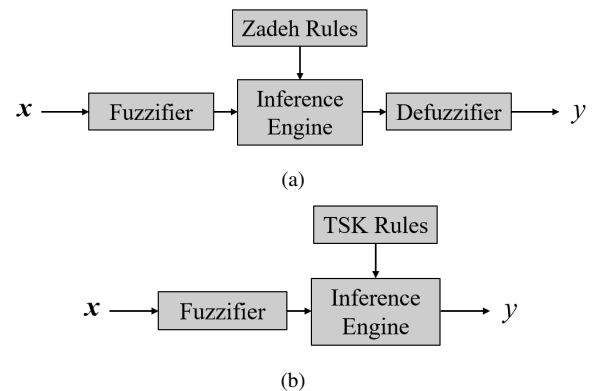 Zadeh Rules
x
Fuzzifier
Inference
Engine
Defuzzifier
y
(a)
TSK Rules
x
Fuzzifier
Inference
Engine
y
(b)